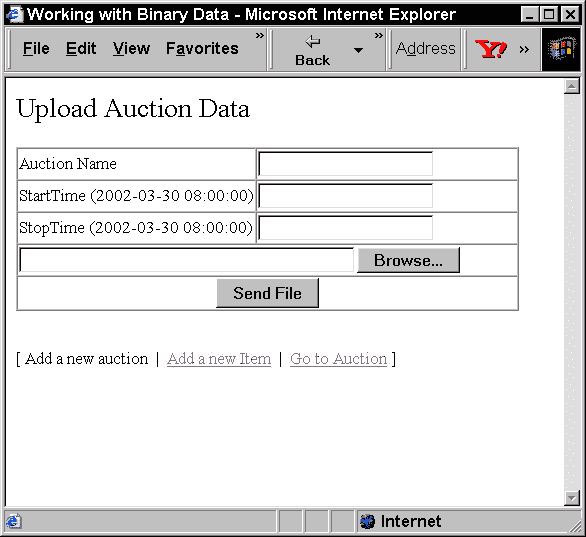 Working with Binary Data - Microsoft Internet Explorer
File Edit View Favorites » Back » Address Y! »
Upload Auction Data
Auction Name
StartTime (2002-03-30 08:00:00)
StopTime (2002-03-30 08:00:00)
Browse...
Send File
[ Add a new auction | Add a new Item | Go to Auction ]
Internet